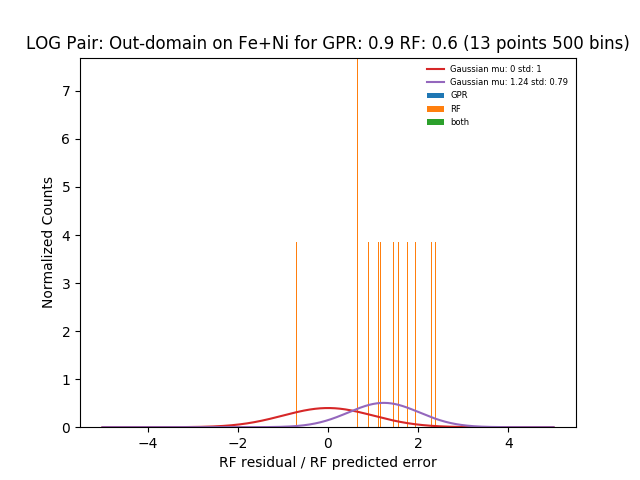 LOG Pair: Out-domain on Fe+Ni for GPR: 0.9 RF: 0.6 (13 points 500 bins)
Gaussian mu: 0 std: 1
Gaussian mu: 1.24 std: 0.79
GPR
RF
both
Normalized Counts
7
6
5
4
3
2
1
0
−4 −2 0 2 4
RF residual / RF predicted error